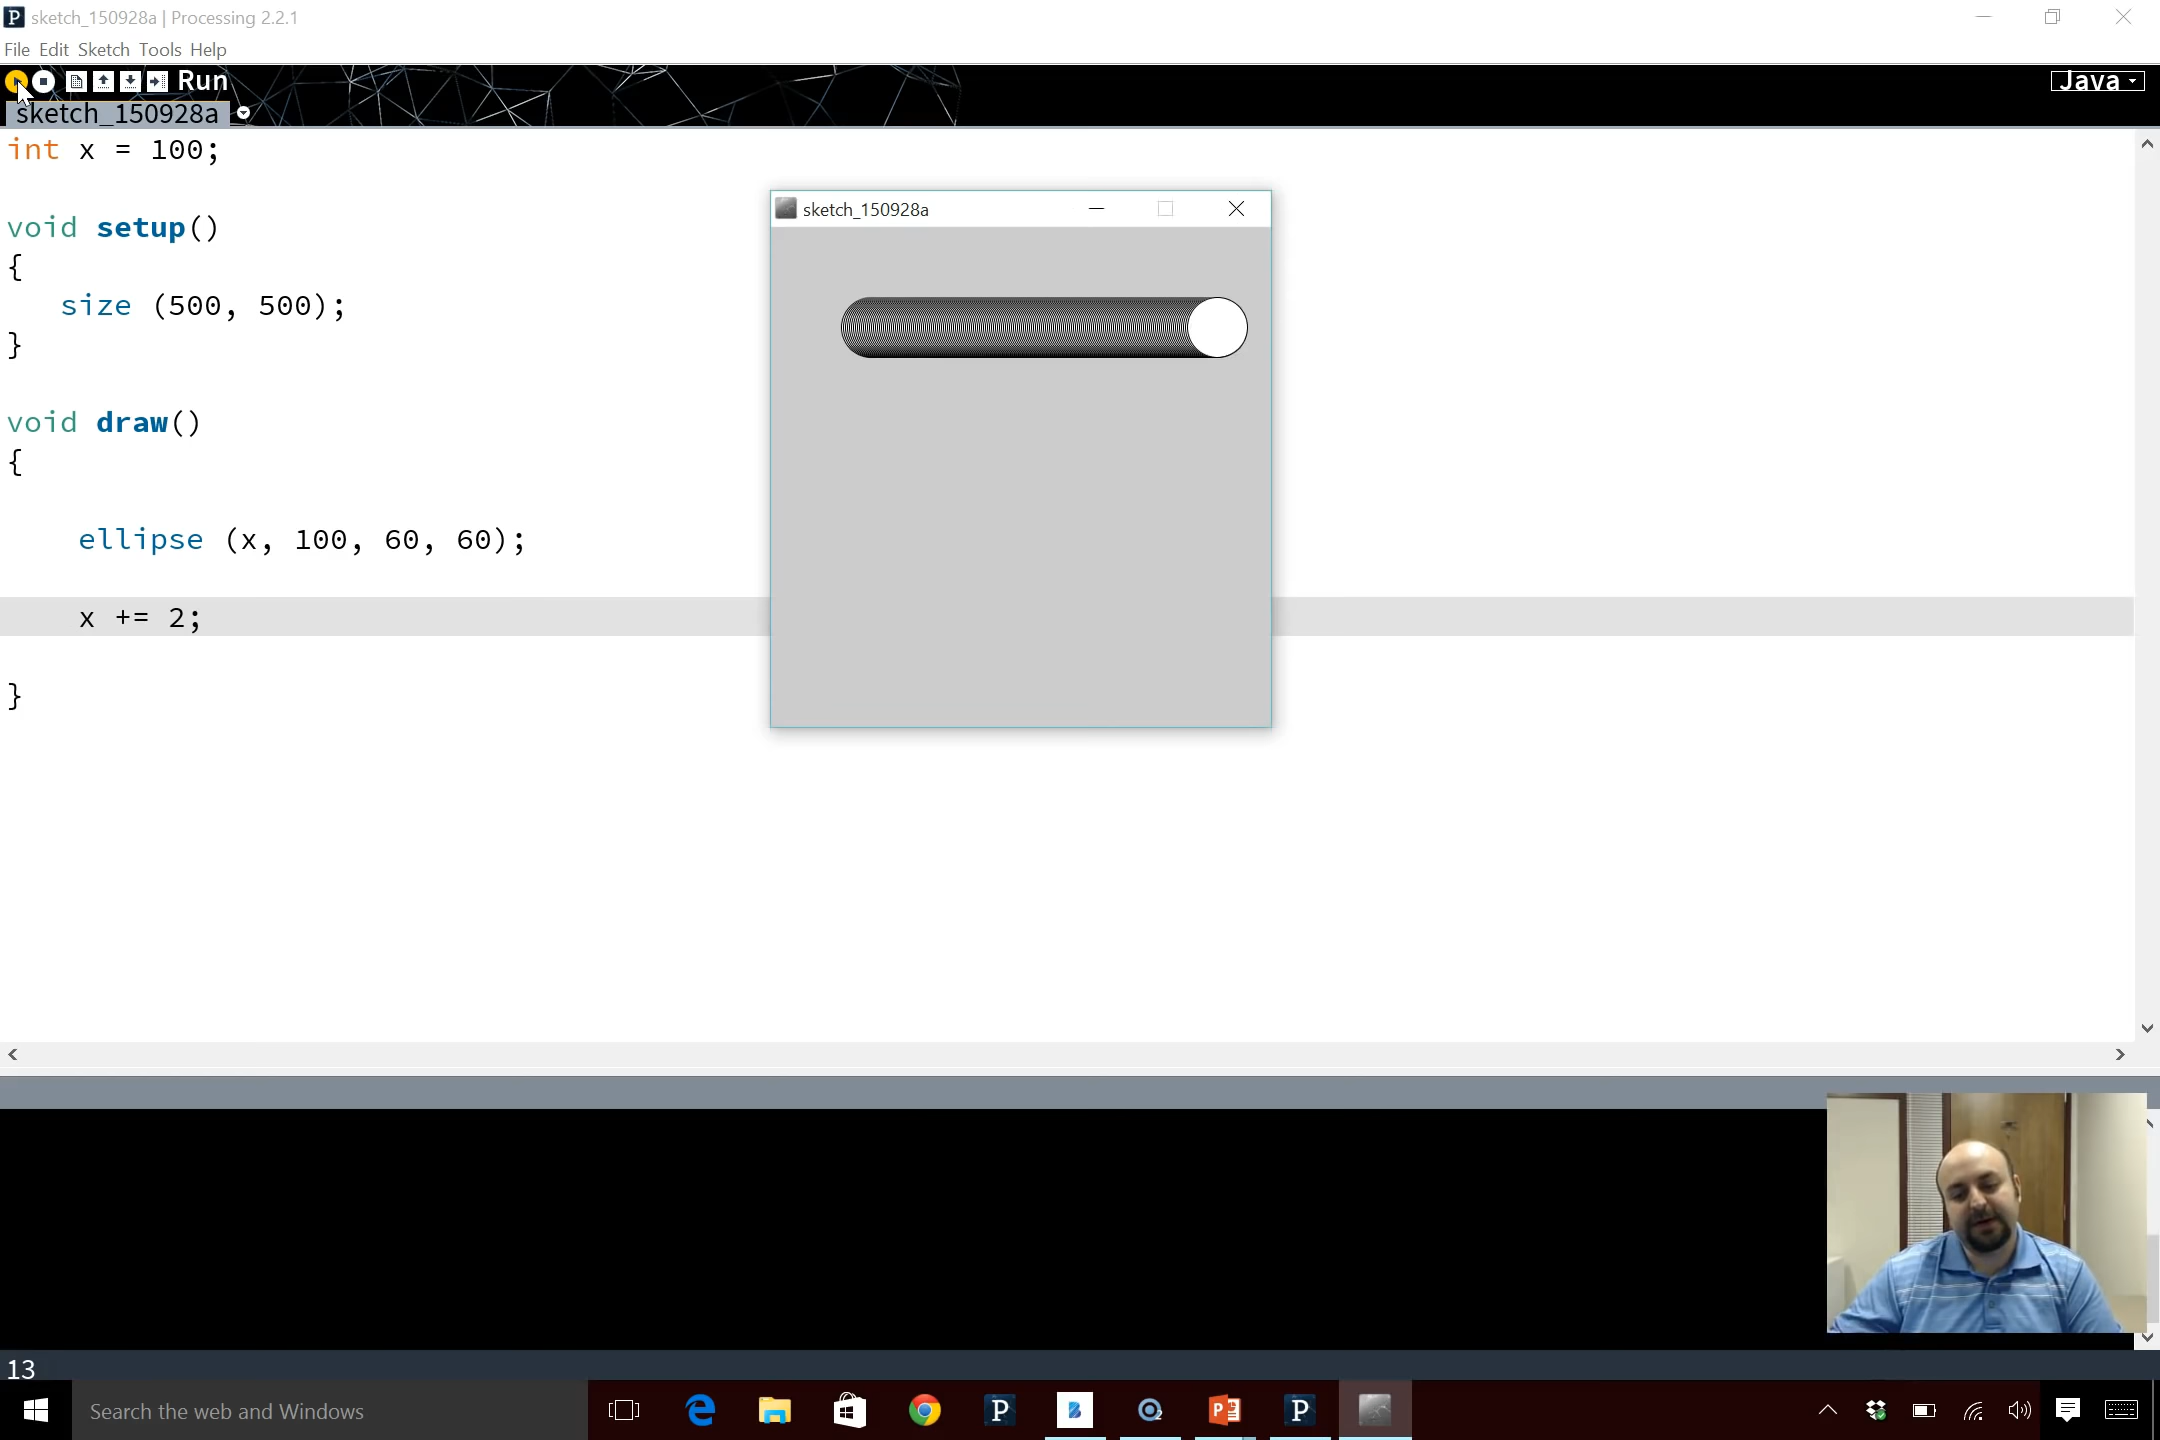 sketch_150928a | Processing 2.2.1
File Edit Sketch Tools Help
Run
Java
sketch_150928a
int x = 100;
void setup()
{
size (500, 500);
}
void draw()
{
ellipse (x, 100, 60, 60);
x += 2;
}
sketch_150928a
13
Search the web and Windows